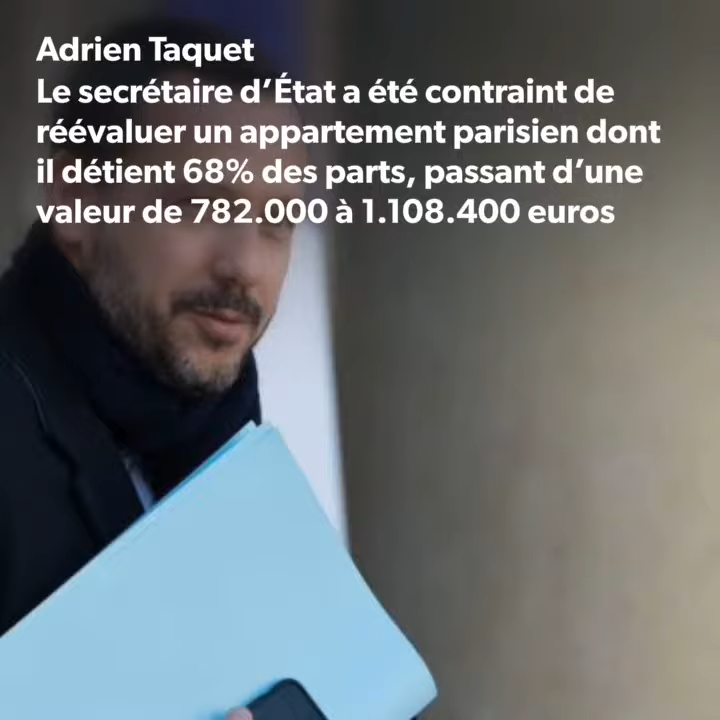 Adrien Taquet
Le secrétaire d’État a été contraint de
réévaluer un appartement parisien dont
il détient 68% des parts, passant d’une
valeur de 782.000 à 1.108.400 euros